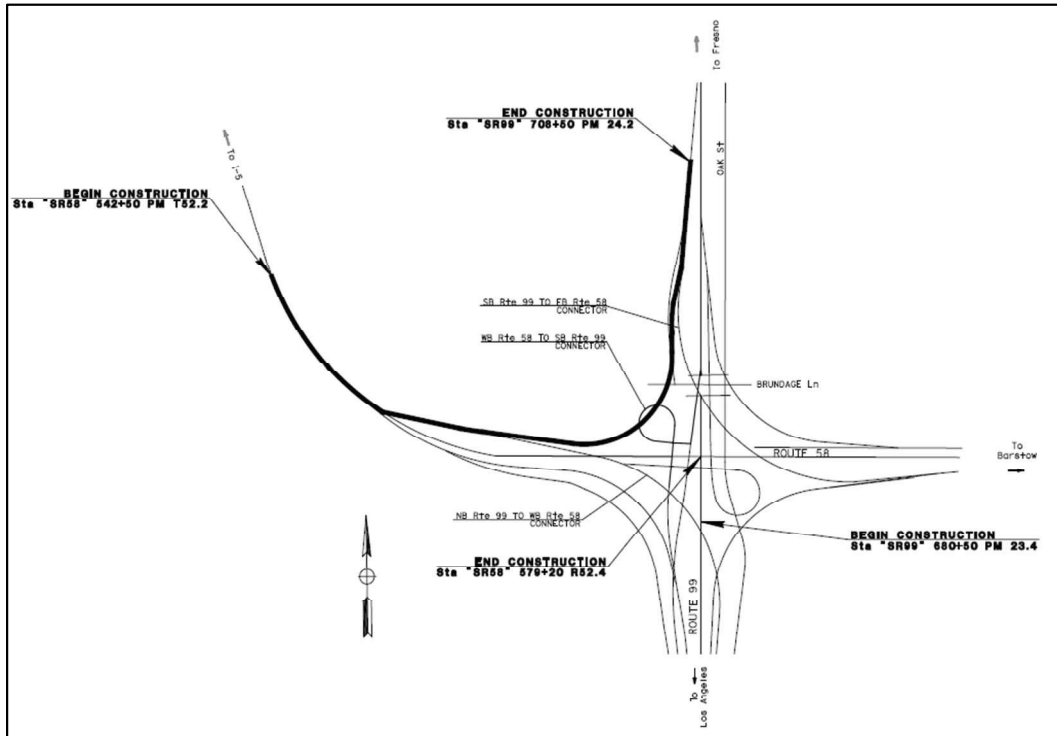 To Fresno
END CONSTRUCTION
Sta "SR99" 708+50 PM 24.2
OAK St
To I-5
BEGIN CONSTRUCTION
Sta "SR58" 542+50 PM T52.2
SB Rte 99 TO EB Rte 58
CONNECTOR
WB Rte 58 TO SB Rte 99
CONNECTOR
BRUNDAGE Ln
ROUTE 58
To
Barstow
NB Rte 99 TO WB Rte 58
CONNECTOR
BEGIN CONSTRUCTION
Sta "SR99" 680+50 PM 23.4
END CONSTRUCTION
Sta "SR58" 579+20 R52.4
ROUTE 99
To
Los Angeles